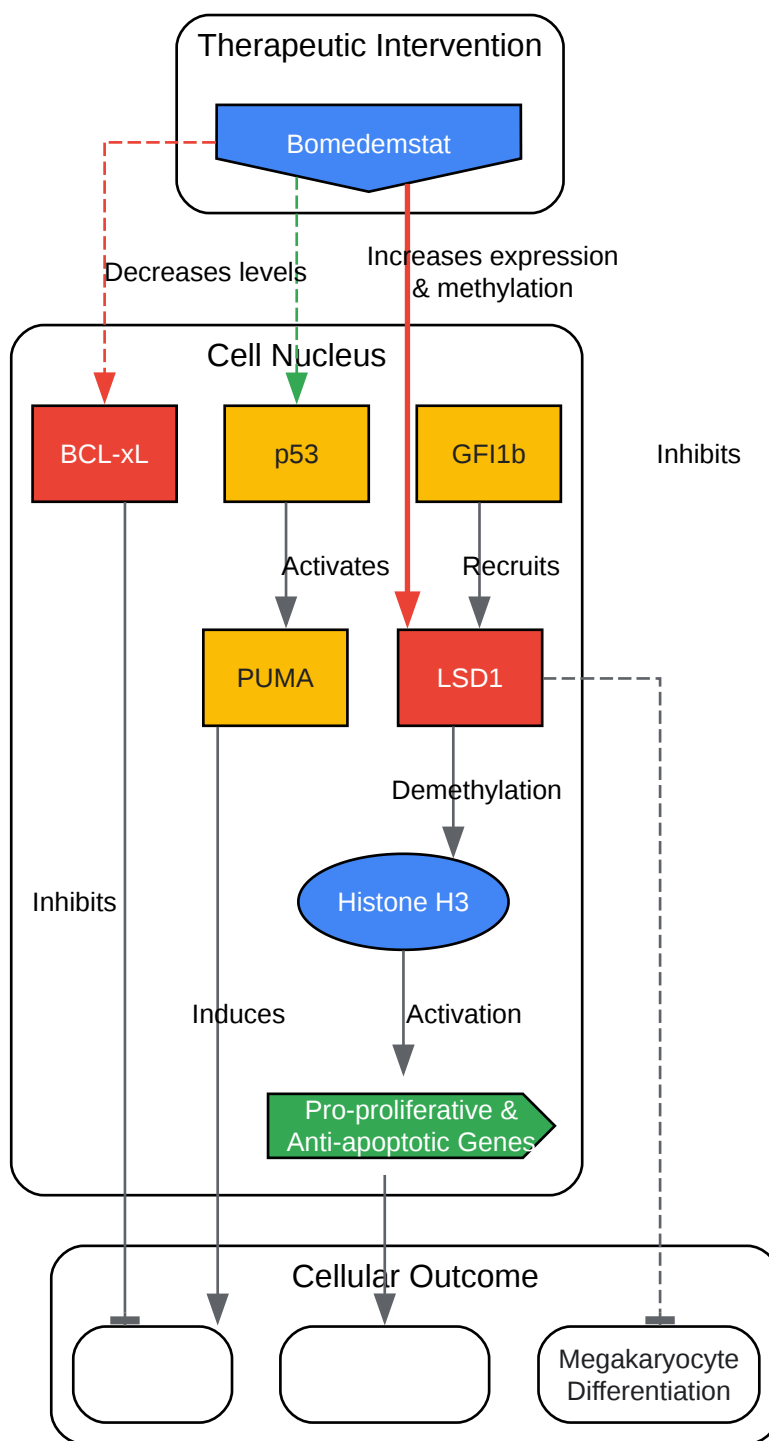 Therapeutic Intervention
Bomedemstat
Decreases levels
Increases expression
& methylation
Cell Nucleus
BCL-xL
p53
GFI1b
Inhibits
Activates
Recruits
PUMA
LSD1
Demethylation
Inhibits
Histone H3
Induces
Activation
Pro-proliferative &
Anti-apoptotic Genes
Cellular Outcome
Megakaryocyte
Differentiation